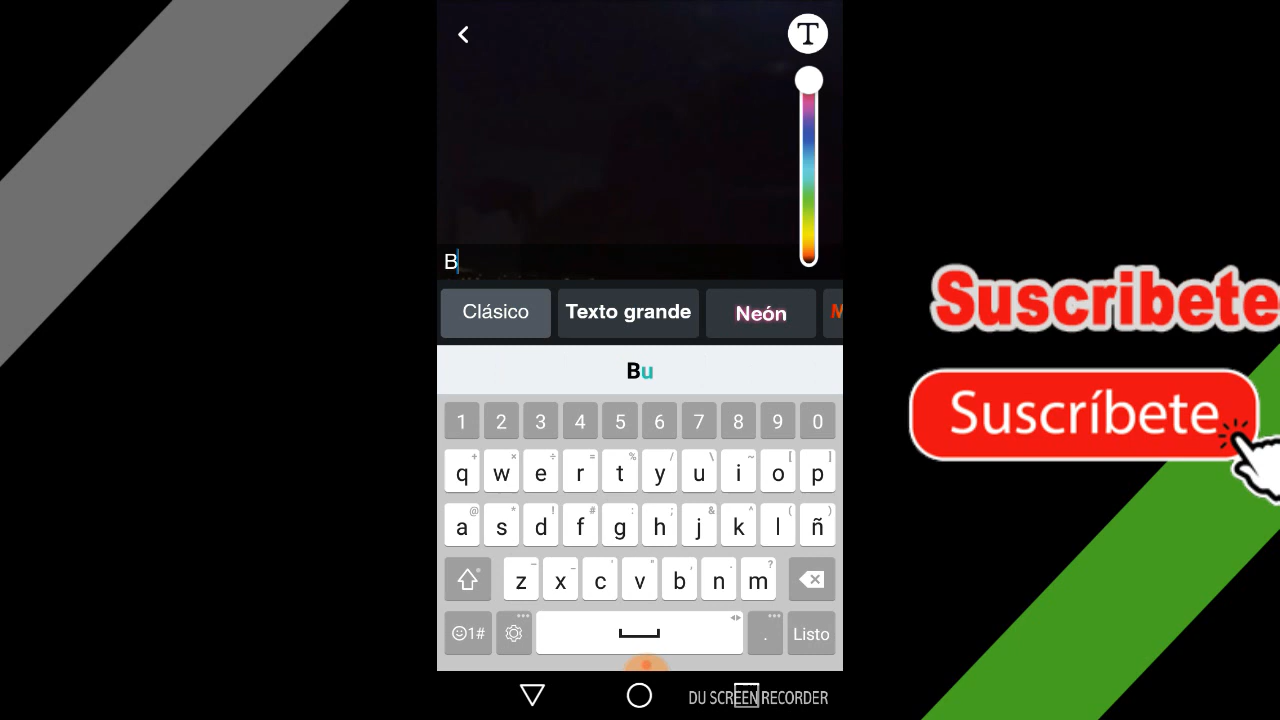 T
B
Clásico Texto grande Neón M
Bu
1 2 3 4 5 6 7 8 9 0
q w e r t y u i o p
a s d f g h j k l ñ
z x c v b n m
1# . Listo
DU SCREEN RECORDER
Suscribete
Suscríbete